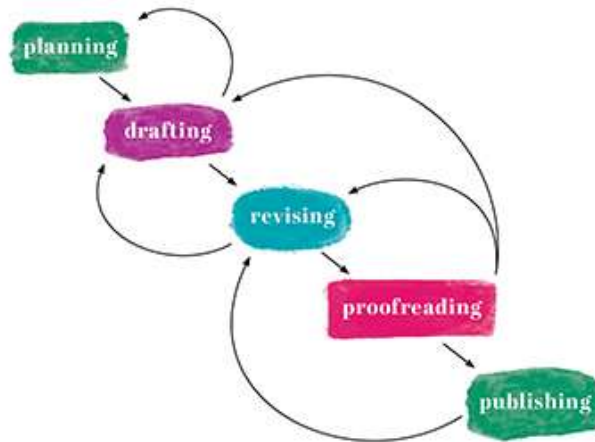 planning
drafting
revising
proofreading
publishing